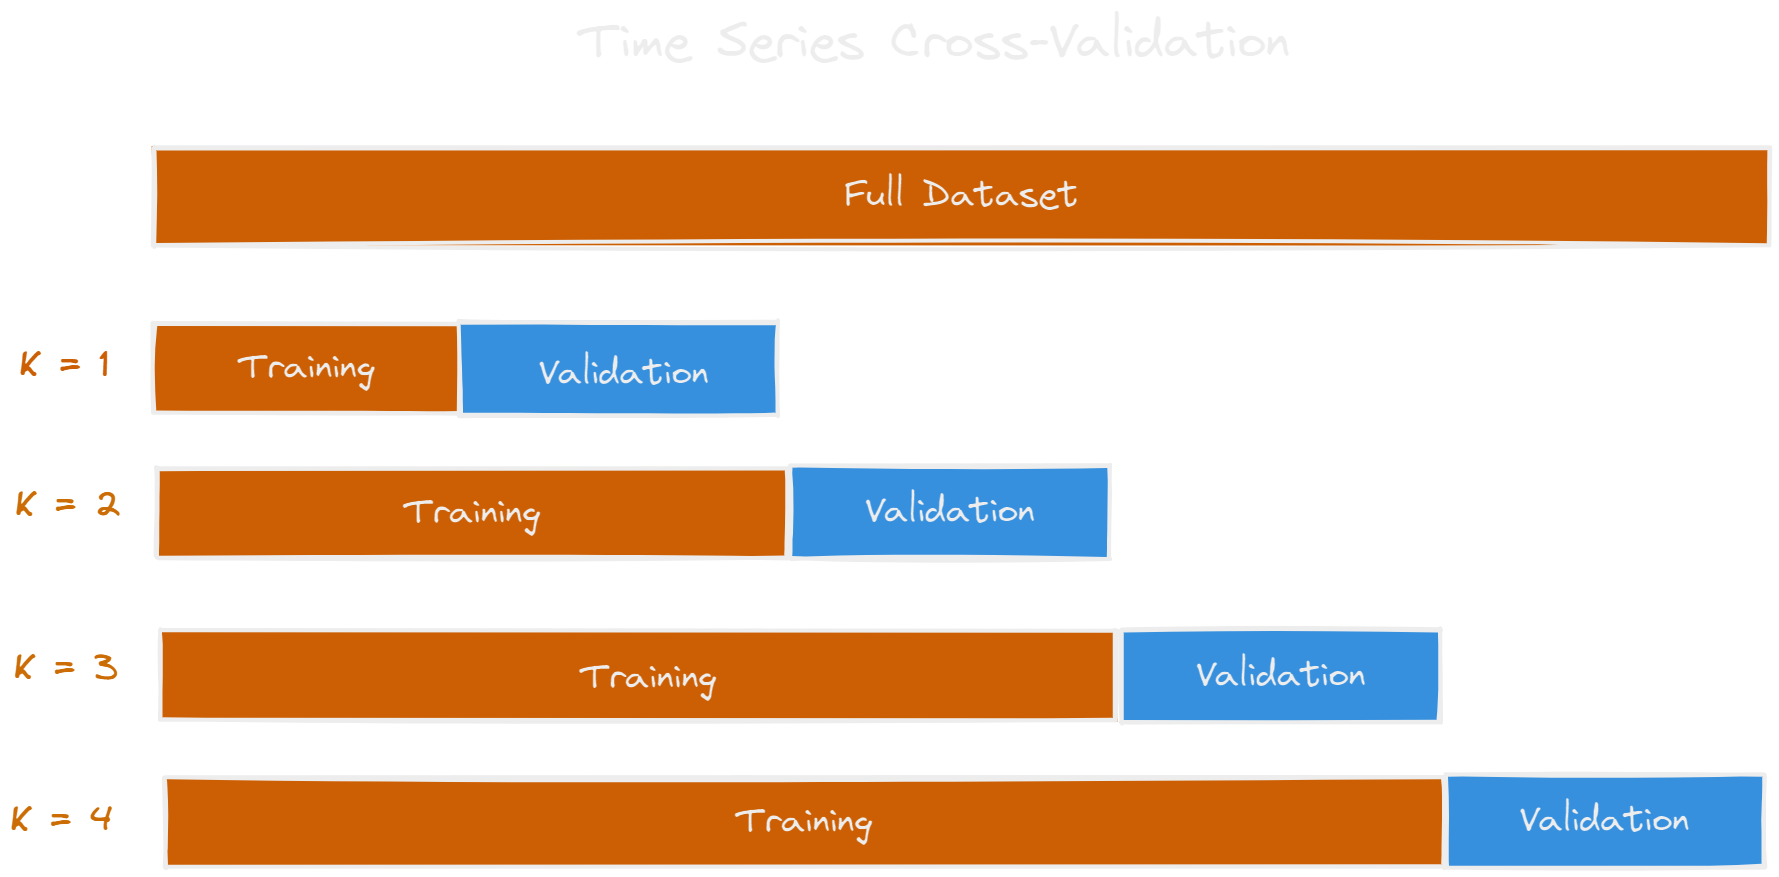 Time Series Cross-Validation
Full Dataset
K = 1
Training
Validation
K = 2
Training
Validation
K = 3
Training
Validation
K = 4
Training
Validation